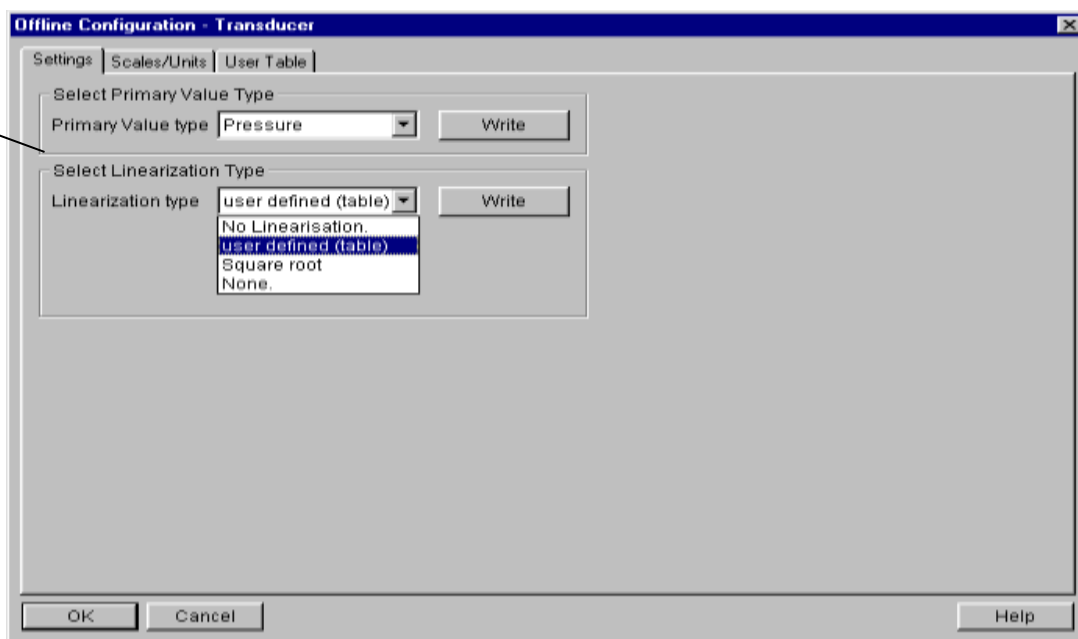 Offline Configuration - Transducer
Settings Scales/Units User Table
Select Primary Value Type
Primary Value type Pressure Write
Select Linearization Type
Linearization type user defined (table) Write
No Linearisation.
user defined (table)
Square root
None.
OK Cancel Help